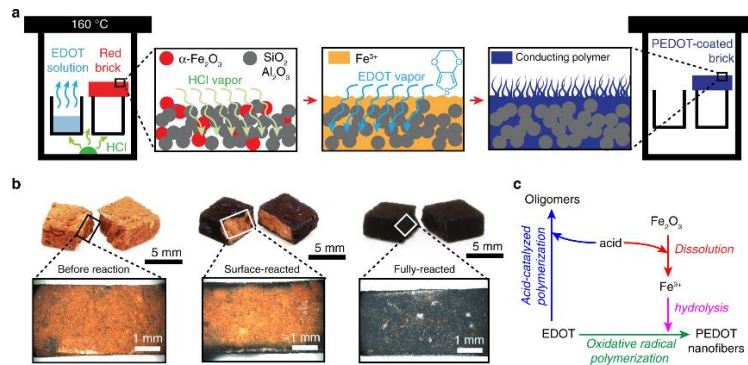 a
160 °C
EDOT
solution
Red
brick
HCl
α-Fe2O3
SiO2
Al2O3
HCl vapor
Fe3+
EDOT vapor
S
Conducting polymer
PEDOT-coated
brick
b
5 mm
5 mm
5 mm
Before reaction
Surface-reacted
Fully-reacted
1 mm
1 mm
1 mm
c
Oligomers
Acid-catalyzed
polymerization
acid
Fe2O3
Dissolution
Fe3+
hydrolysis
EDOT
Oxidative radical
polymerization
PEDOT
nanofibers